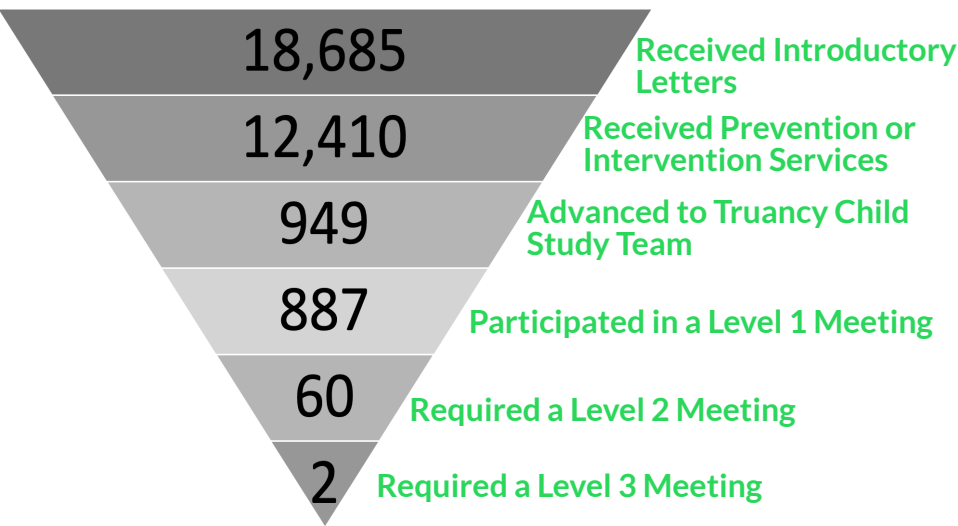 18,685
Received Introductory
Letters
12,410
Received Prevention or
Intervention Services
949
Advanced to Truancy Child
Study Team
887
Participated in a Level 1 Meeting
60
Required a Level 2 Meeting
2
Required a Level 3 Meeting